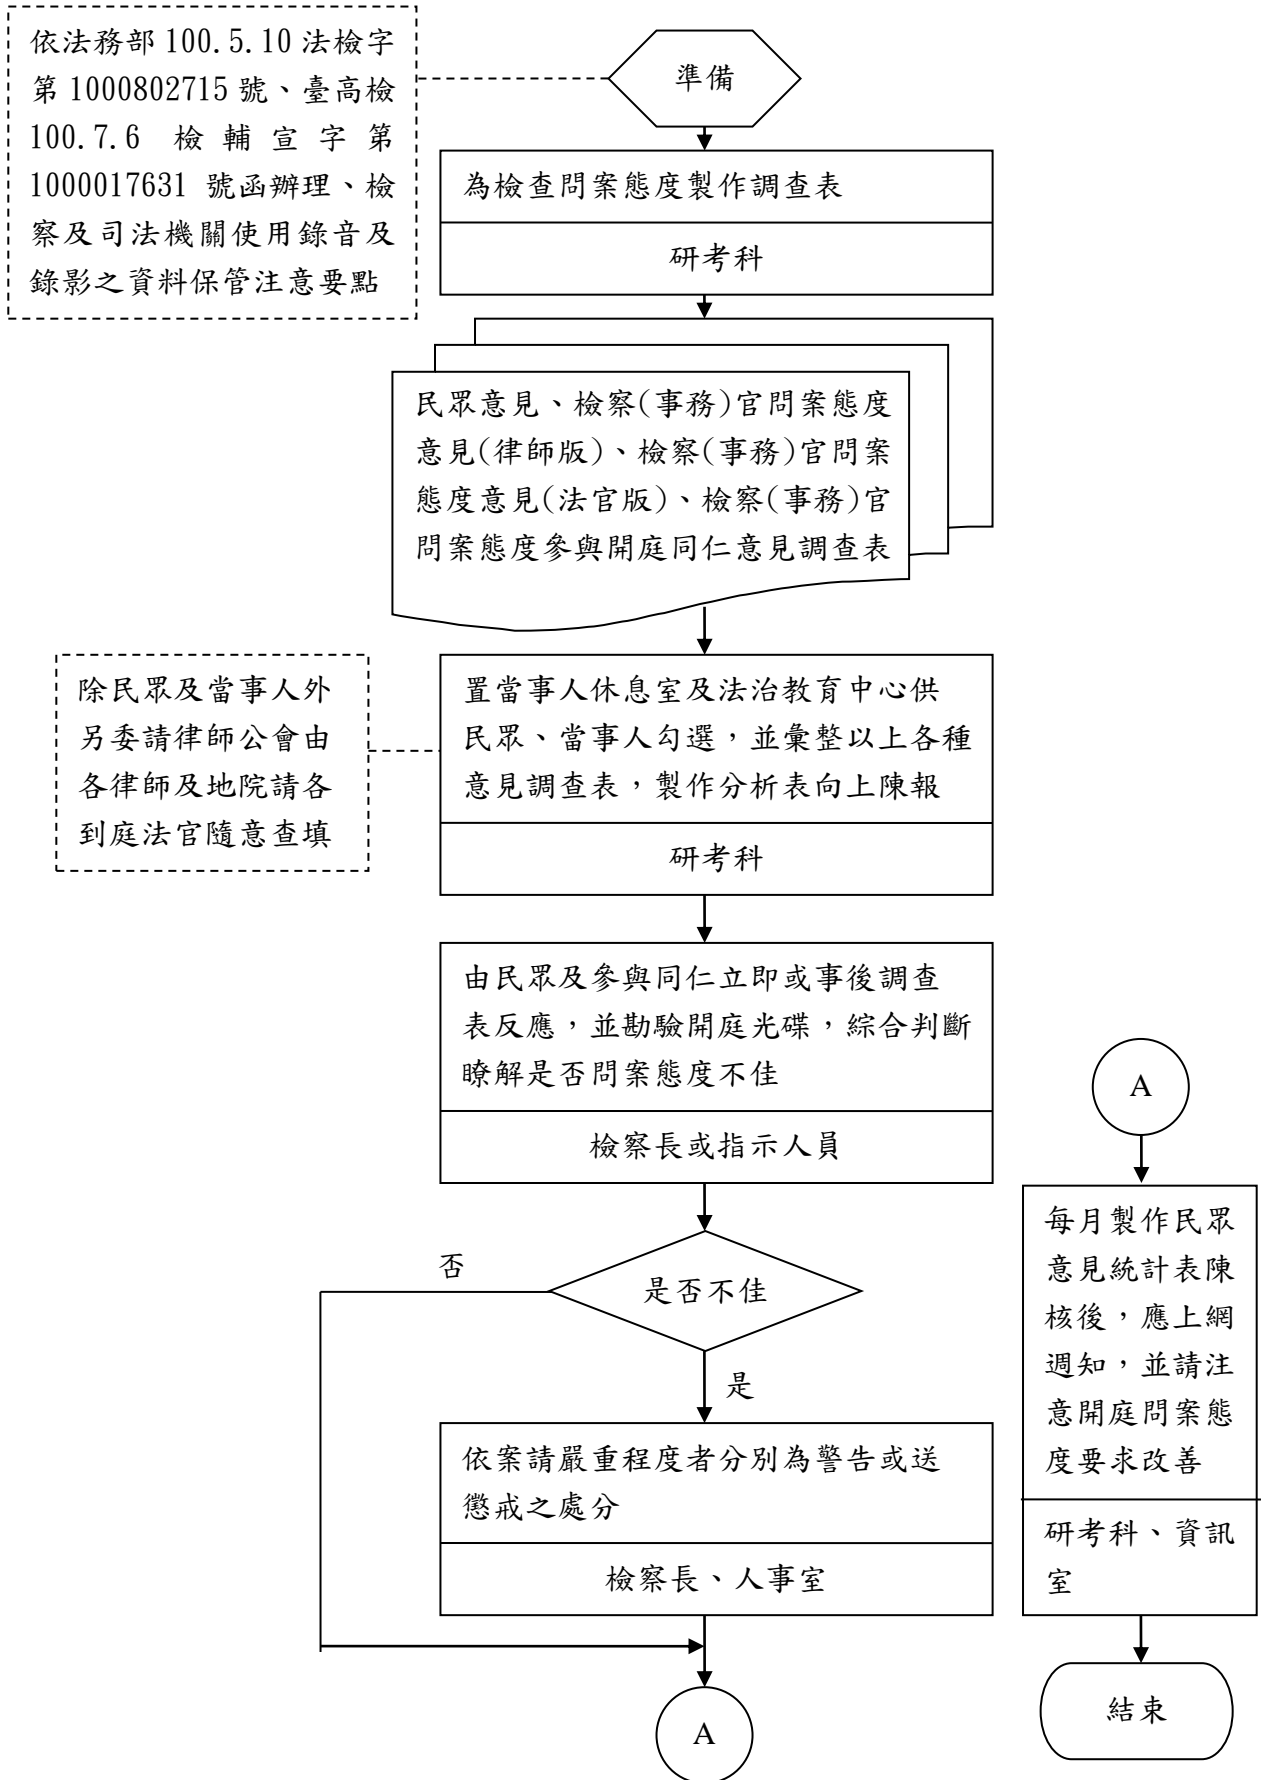 依法務部 100.5.10 法檢字
第 1000802715 號、臺高檢
100.7.6 檢輔宣字第
1000017631 號函辦理、檢
察及司法機關使用錄音及
錄影之資料保管注意要點
準備
為檢查問案態度製作調查表
研考科
民眾意見、檢察(事務)官問案態度
意見(律師版)、檢察(事務)官問案
態度意見(法官版)、檢察(事務)官
問案態度參與開庭同仁意見調查表
除民眾及當事人外
另委請律師公會由
各律師及地院請各
到庭法官隨意查填
置當事人休息室及法治教育中心供
民眾、當事人勾選，並彙整以上各種
意見調查表，製作分析表向上陳報
研考科
由民眾及參與同仁立即或事後調查
表反應，並勘驗開庭光碟，綜合判斷
瞭解是否問案態度不佳
檢察長或指示人員
是否不佳
否
是
依案請嚴重程度者分別為警告或送
懲戒之處分
檢察長、人事室
A
A
每月製作民眾
意見統計表陳
核後，應上網
週知，並請注
意開庭問案態
度要求改善
研考科、資訊
室
結束